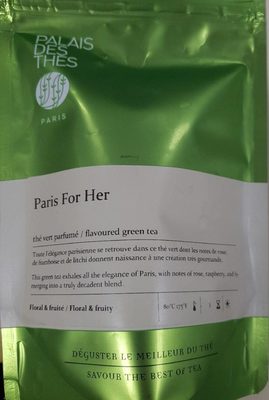 PALAIS
DES
THÉS
PARIS
Paris For Her
thé vert parfumé / flavoured green tea
Toute l'élégance parisienne se retrouve dans ce thé vert dont les notes de rose,
de framboise et de litchi donnent naissance à une création très gourmande.
This green tea exhales all the elegance of Paris, with notes of rose, raspberry, and
merging into a truly decadent blend.
Floral & fruité / Floral & fruity
80°C 175°F
DÉGUSTER LE MEILLEUR DU THÉ
SAVOUR THE BEST of TEA